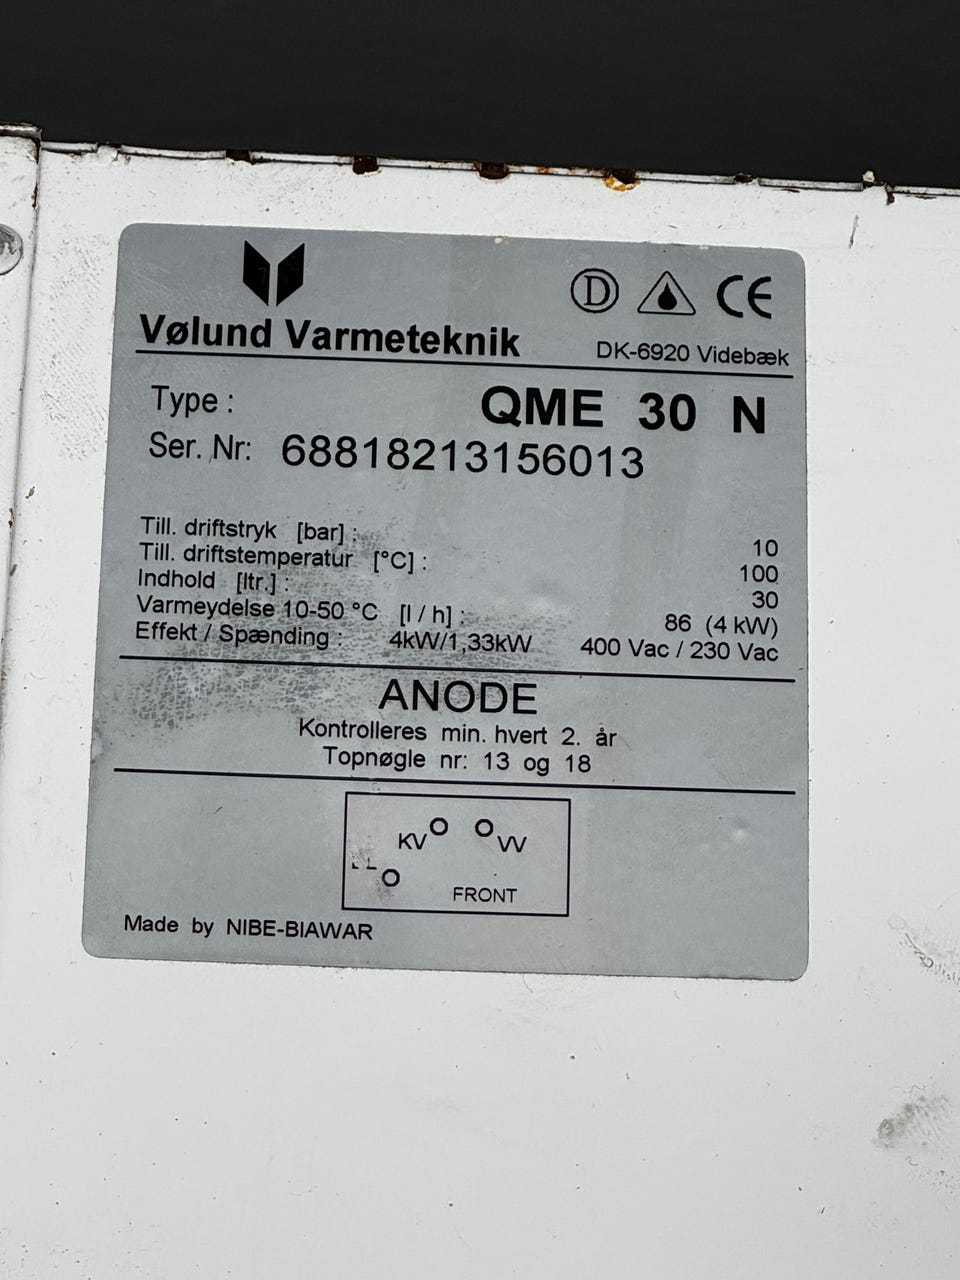 D CE
Vølund Varmeteknik DK-6920 Videbæk
Type : QME 30 N
Ser. Nr: 68818213156013
Till. driftstryk [bar] : 10
Till. driftstemperatur [°C] : 100
Indhold [ltr.] : 30
Varmeydelse 10-50 °C [l / h] : 86 (4 kW)
Effekt / Spænding : 4kW/1,33kW 400 Vac / 230 Vac
ANODE
Kontrolleres min. hvert 2. år
Topnøgle nr: 13 og 18
KV VV
FRONT
Made by NIBE-BIAWAR